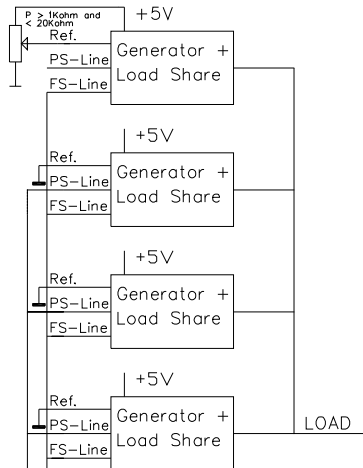 P > 1Kohm and
< 20Kohm
+5V
Ref.
PS-Line
FS-Line
Generator +
Load Share
+5V
Ref.
PS-Line
FS-Line
Generator +
Load Share
+5V
Ref.
PS-Line
FS-Line
Generator +
Load Share
+5V
Ref.
PS-Line
FS-Line
Generator +
Load Share
LOAD